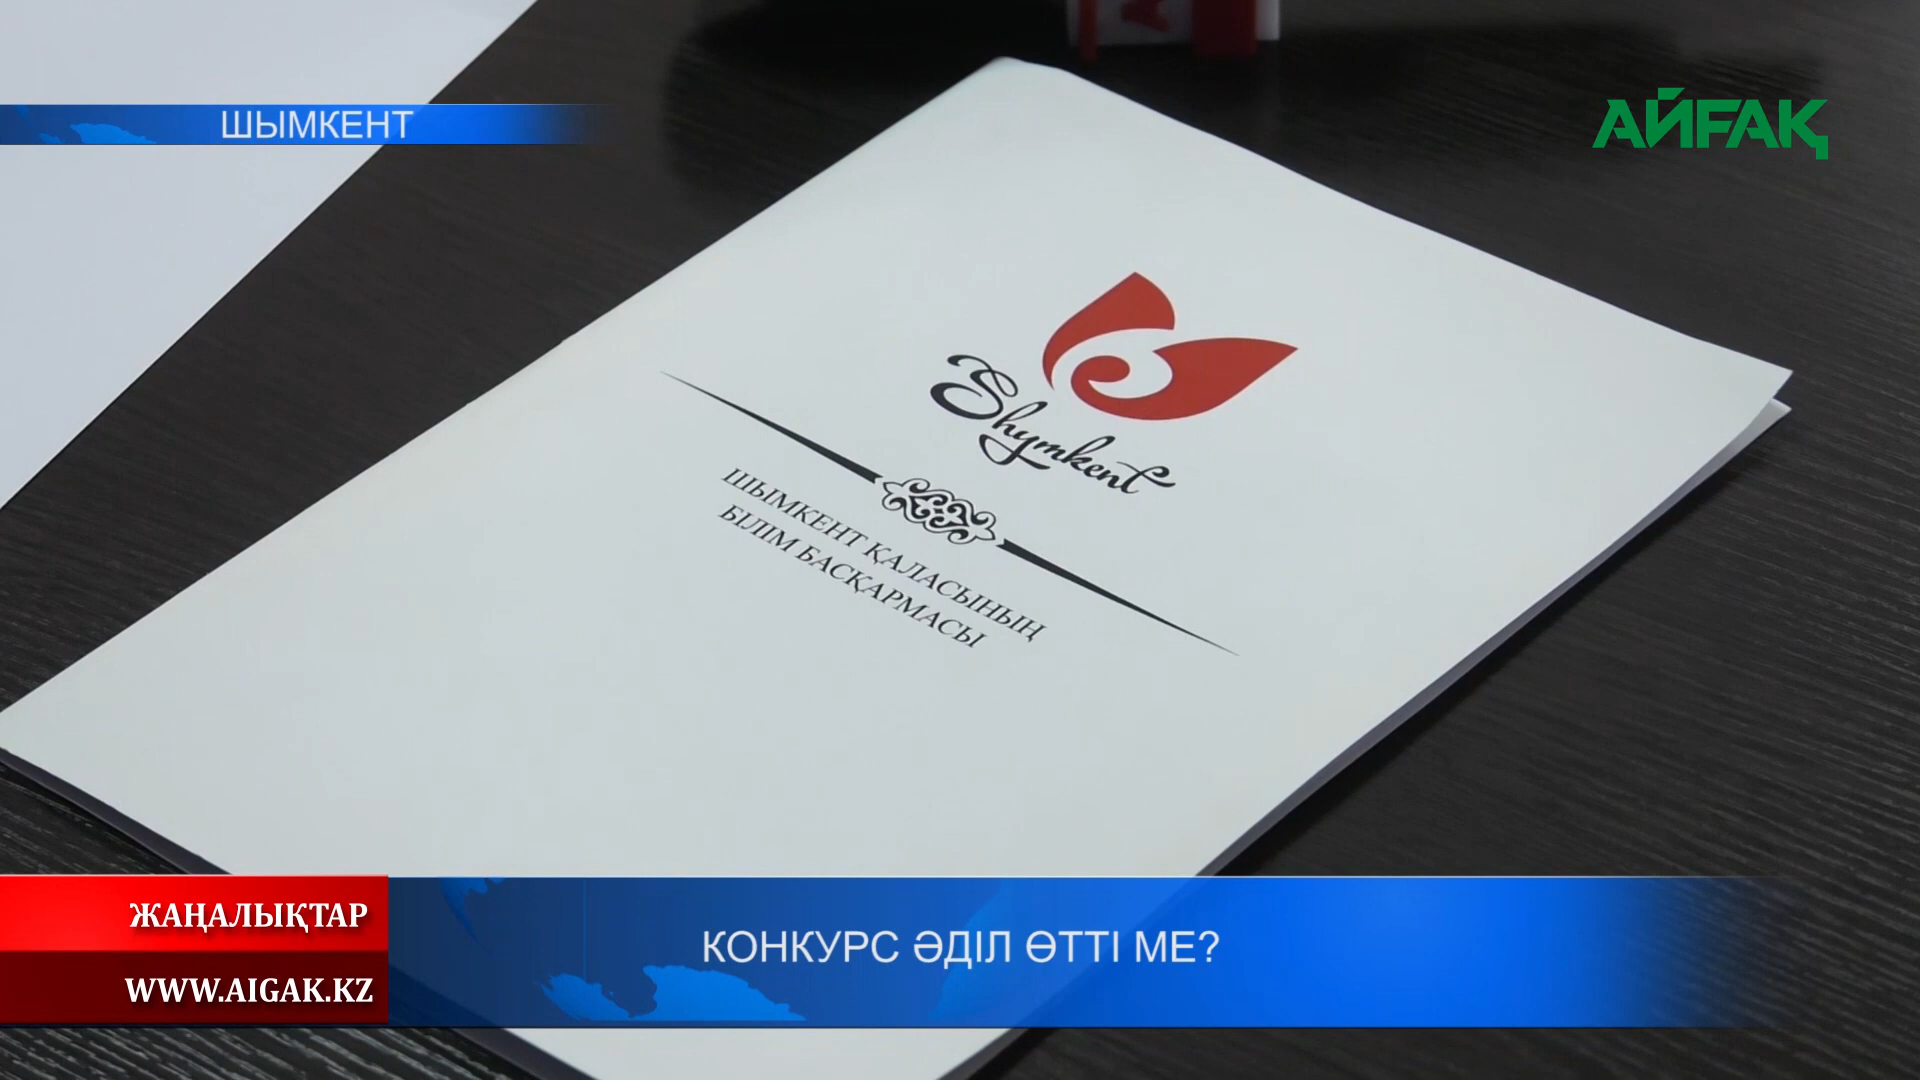 ШЫМКЕНТ
АЙҒАҚ
Shymkent
ШЫМКЕНТ ҚАЛАСЫНЫҢ
БІЛІМ БАСҚАРМАСЫ
ЖАҢАЛЫҚТАР
WWW.AIGAK.KZ
КОНКУРС ӘДІЛ ӨТТІ МЕ?